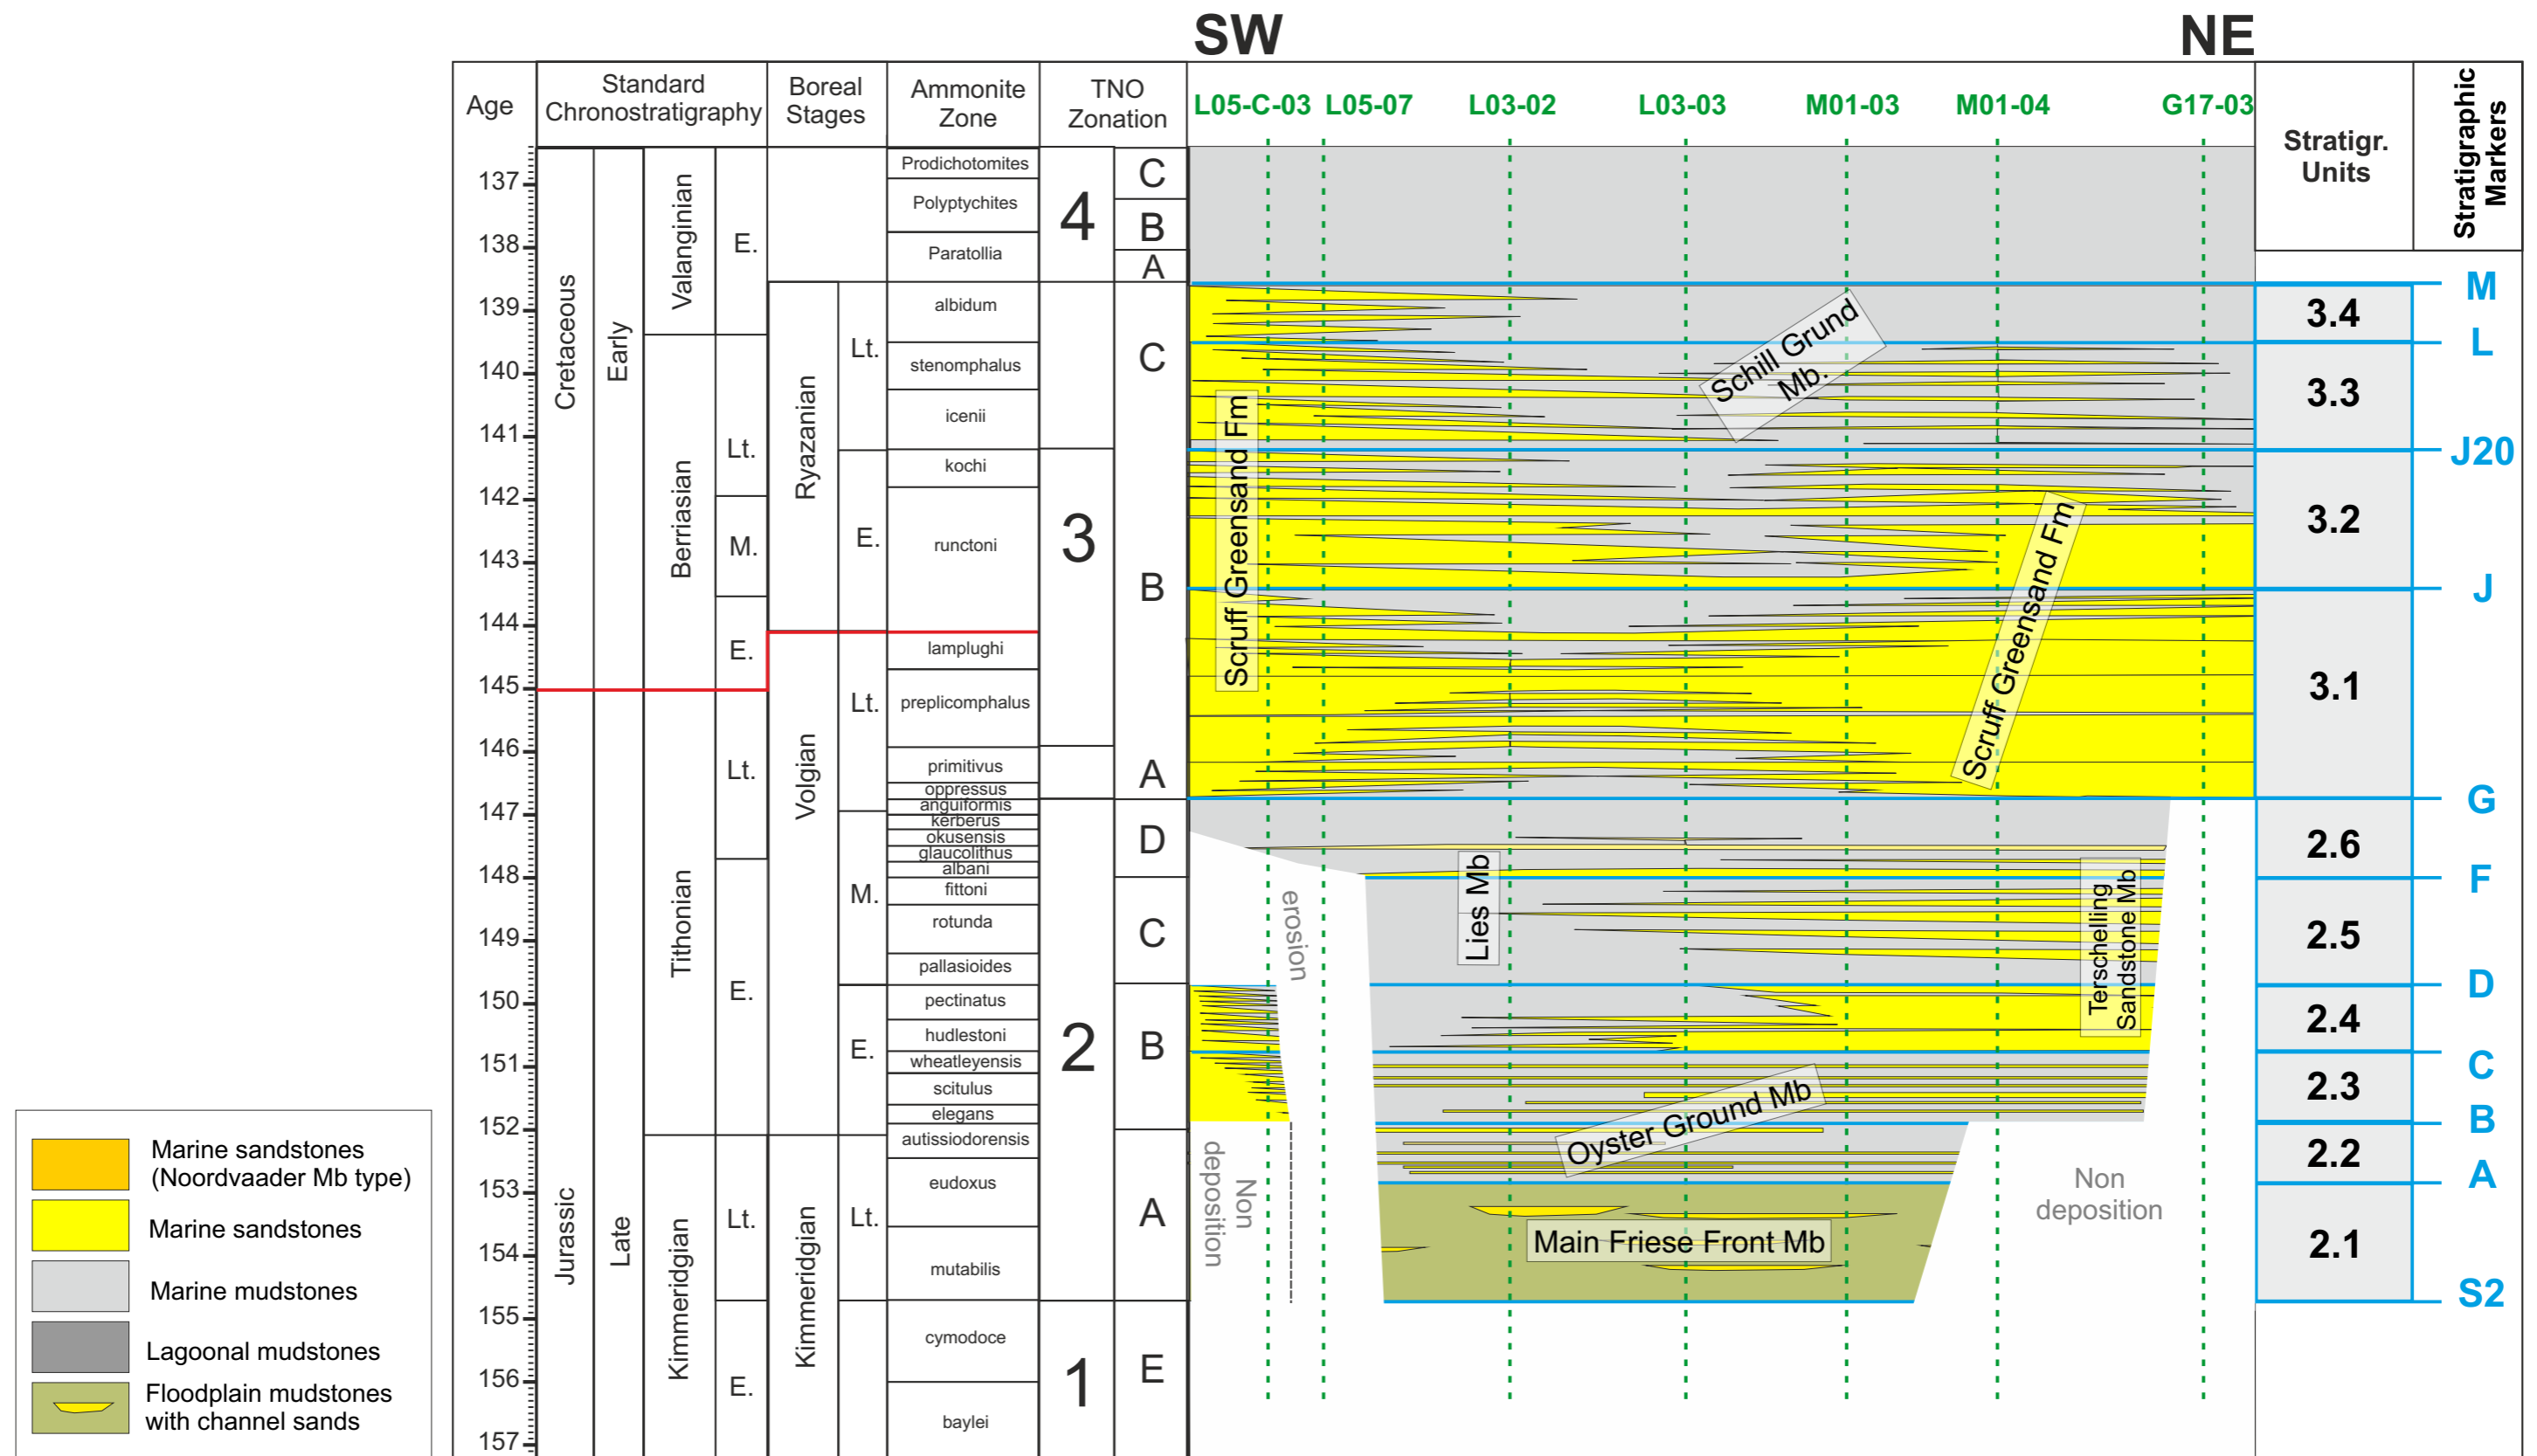 SW
NE
Age
Standard
Chronostratigraphy
Boreal
Stages
Ammonite
Zone
TNO
Zonation
L05-C-03
L05-07
L03-02
L03-03
M01-03
M01-04
G17-03
Stratigr.
Units
Stratigraphic
Markers
137
138
139
140
141
142
143
144
145
146
147
148
149
150
151
152
153
154
155
156
157
Cretaceous
Jurassic
Early
Late
Valanginian
Berriasian
Tithonian
Kimmeridgian
E.
Lt.
M.
E.
Lt.
E.
Lt.
E.
Ryazanian
Volgian
Kimmeridgian
Lt.
E.
Lt.
M.
E.
Lt.
Prodichotomites
Polyptychites
Paratollia
albidum
stenomphalus
icenii
kochi
runctoni
lamplughi
preplicomphalus
primitivus
oppressus
anguiformis
kerberus
okusensis
glaucolithus
albani
fittoni
rotunda
pallasioides
pectinatus
hudlestoni
wheatleyensis
scitulus
elegans
autissiodorensis
eudoxus
mutabilis
cymodoce
baylei
4
3
2
1
C
B
A
C
B
A
D
C
B
A
E
Schill Grund
Mb.
Scruff Greensand Fm
Scruff Greensand Fm
Lies Mb
Terschelling
Sandstone Mb
erosion
Oyster Ground Mb
Non
deposition
Non
deposition
Main Friese Front Mb
3.4
3.3
3.2
3.1
2.6
2.5
2.4
2.3
2.2
2.1
M
L
J20
J
G
F
D
C
B
A
S2
Marine sandstones
(Noordvaader Mb type)
Marine sandstones
Marine mudstones
Lagoonal mudstones
Floodplain mudstones
with channel sands